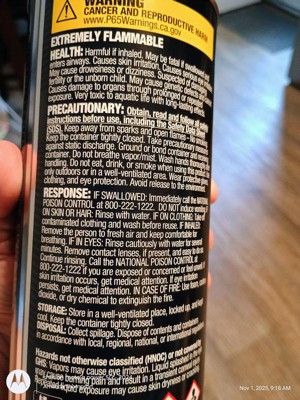 WARNING
CANCER AND REPRODUCTIVE HARM
www.P65Warnings.ca.gov
EXTREMELY FLAMMABLE
HEALTH: Harmful if inhaled. May be fatal if swallowed and
enters airways. Causes skin irritation. Causes serious
May cause drowsiness or dizziness. Suspected of damaging
fertility or the unborn child. May cause genetic defects.
Causes damage to organs through prolonged or repeated
exposure. Very toxic to aquatic life with long-lasting effects.
PRECAUTIONARY: Obtain, read and follow all safety
instructions before use, including the Safety Data Sheet
(SDS). Keep away from sparks and open flame - No smoking. Keep
the container tightly closed. Take precautionary
against static discharge. Ground or bond container and
container. Do not breathe vapor/mist. Wash hands thoroughly after
handling. Do not eat, drink, or smoke when using this product. Use
only outdoors or in a well-ventilated area. Wear protective gloves,
clothing, and eye protection. Avoid release to the environment.
RESPONSE: IF SWALLOWED: Immediately call the NATIONAL
POISON CONTROL at 800-222-1222. DO NOT induce vomiting. IF
ON SKIN OR HAIR: Rinse with water. IF ON CLOTHING: Take off
contaminated clothing and wash before reuse. IF INHALED:
Remove the person to fresh air and keep comfortable for
breathing. IF IN EYES: Rinse cautiously with water for several
minutes. Remove contact lenses, if present, and easy to do.
Continue rinsing. Call the NATIONAL POISON CONTROL at
800-222-1222 if you are exposed or concerned or feel unwell. If
skin irritation occurs, get medical attention. If eye irritation
persists, get medical attention. IN CASE OF FIRE: Use foam, carbon
dioxide, or dry chemical to extinguish the fire.
STORAGE: Store in a well-ventilated place, locked up, and kept
cool. Keep the container tightly closed.
DISPOSAL: Collect spillage. Dispose of contents and container
in accordance with local, regional, national, or international regulations.
Hazards not otherwise classified (HNOC) or not covered by
GHS: Vapors may cause eye irritation. Liquid splashed in the
may cause burning pain and result in a transient corneal
Repeated liquid exposure may cause skin dryness or cracking.
motorola
Nov 1, 2025, 9:18 AM